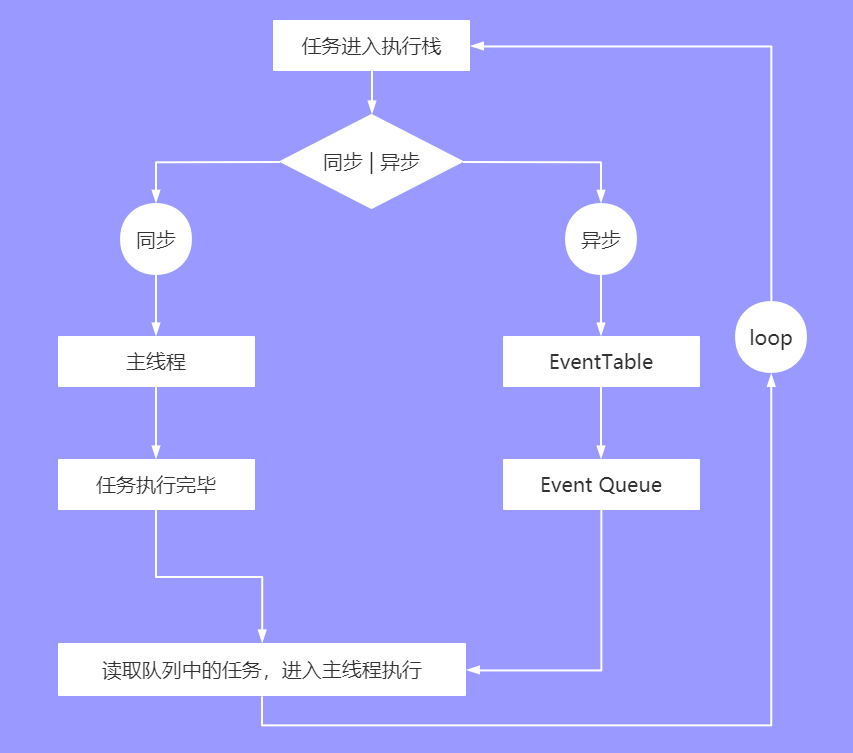 任务进入执行栈
同步 | 异步
同步
异步
loop
主线程
EventTable
任务执行完毕
Event Queue
读取队列中的任务，进入主线程执行